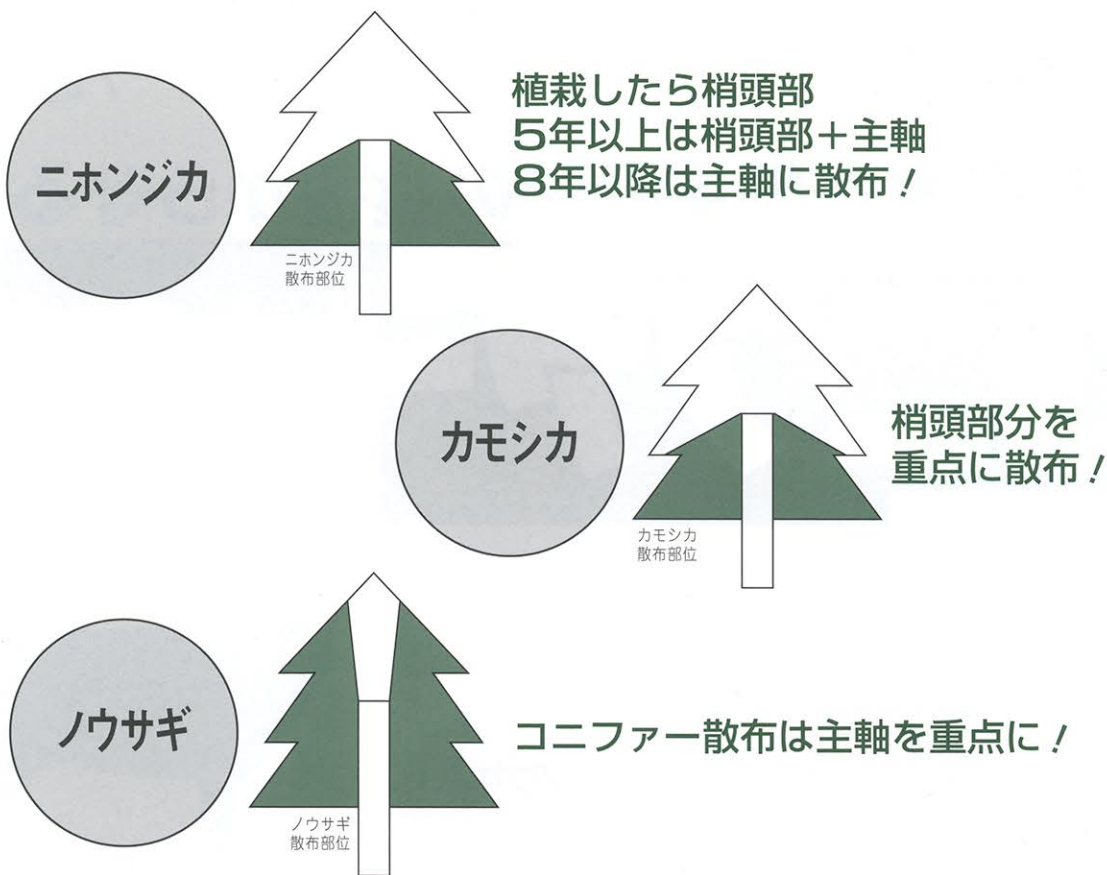 ニホンジカ
植栽したら梢頭部
5年以上は梢頭部＋主軸
8年以降は主軸に散布！
ニホンジカ
散布部位
カモシカ
梢頭部分を
重点に散布！
カモシカ
散布部位
ノウサギ
コニファー散布は主軸を重点に！
ノウサギ
散布部位